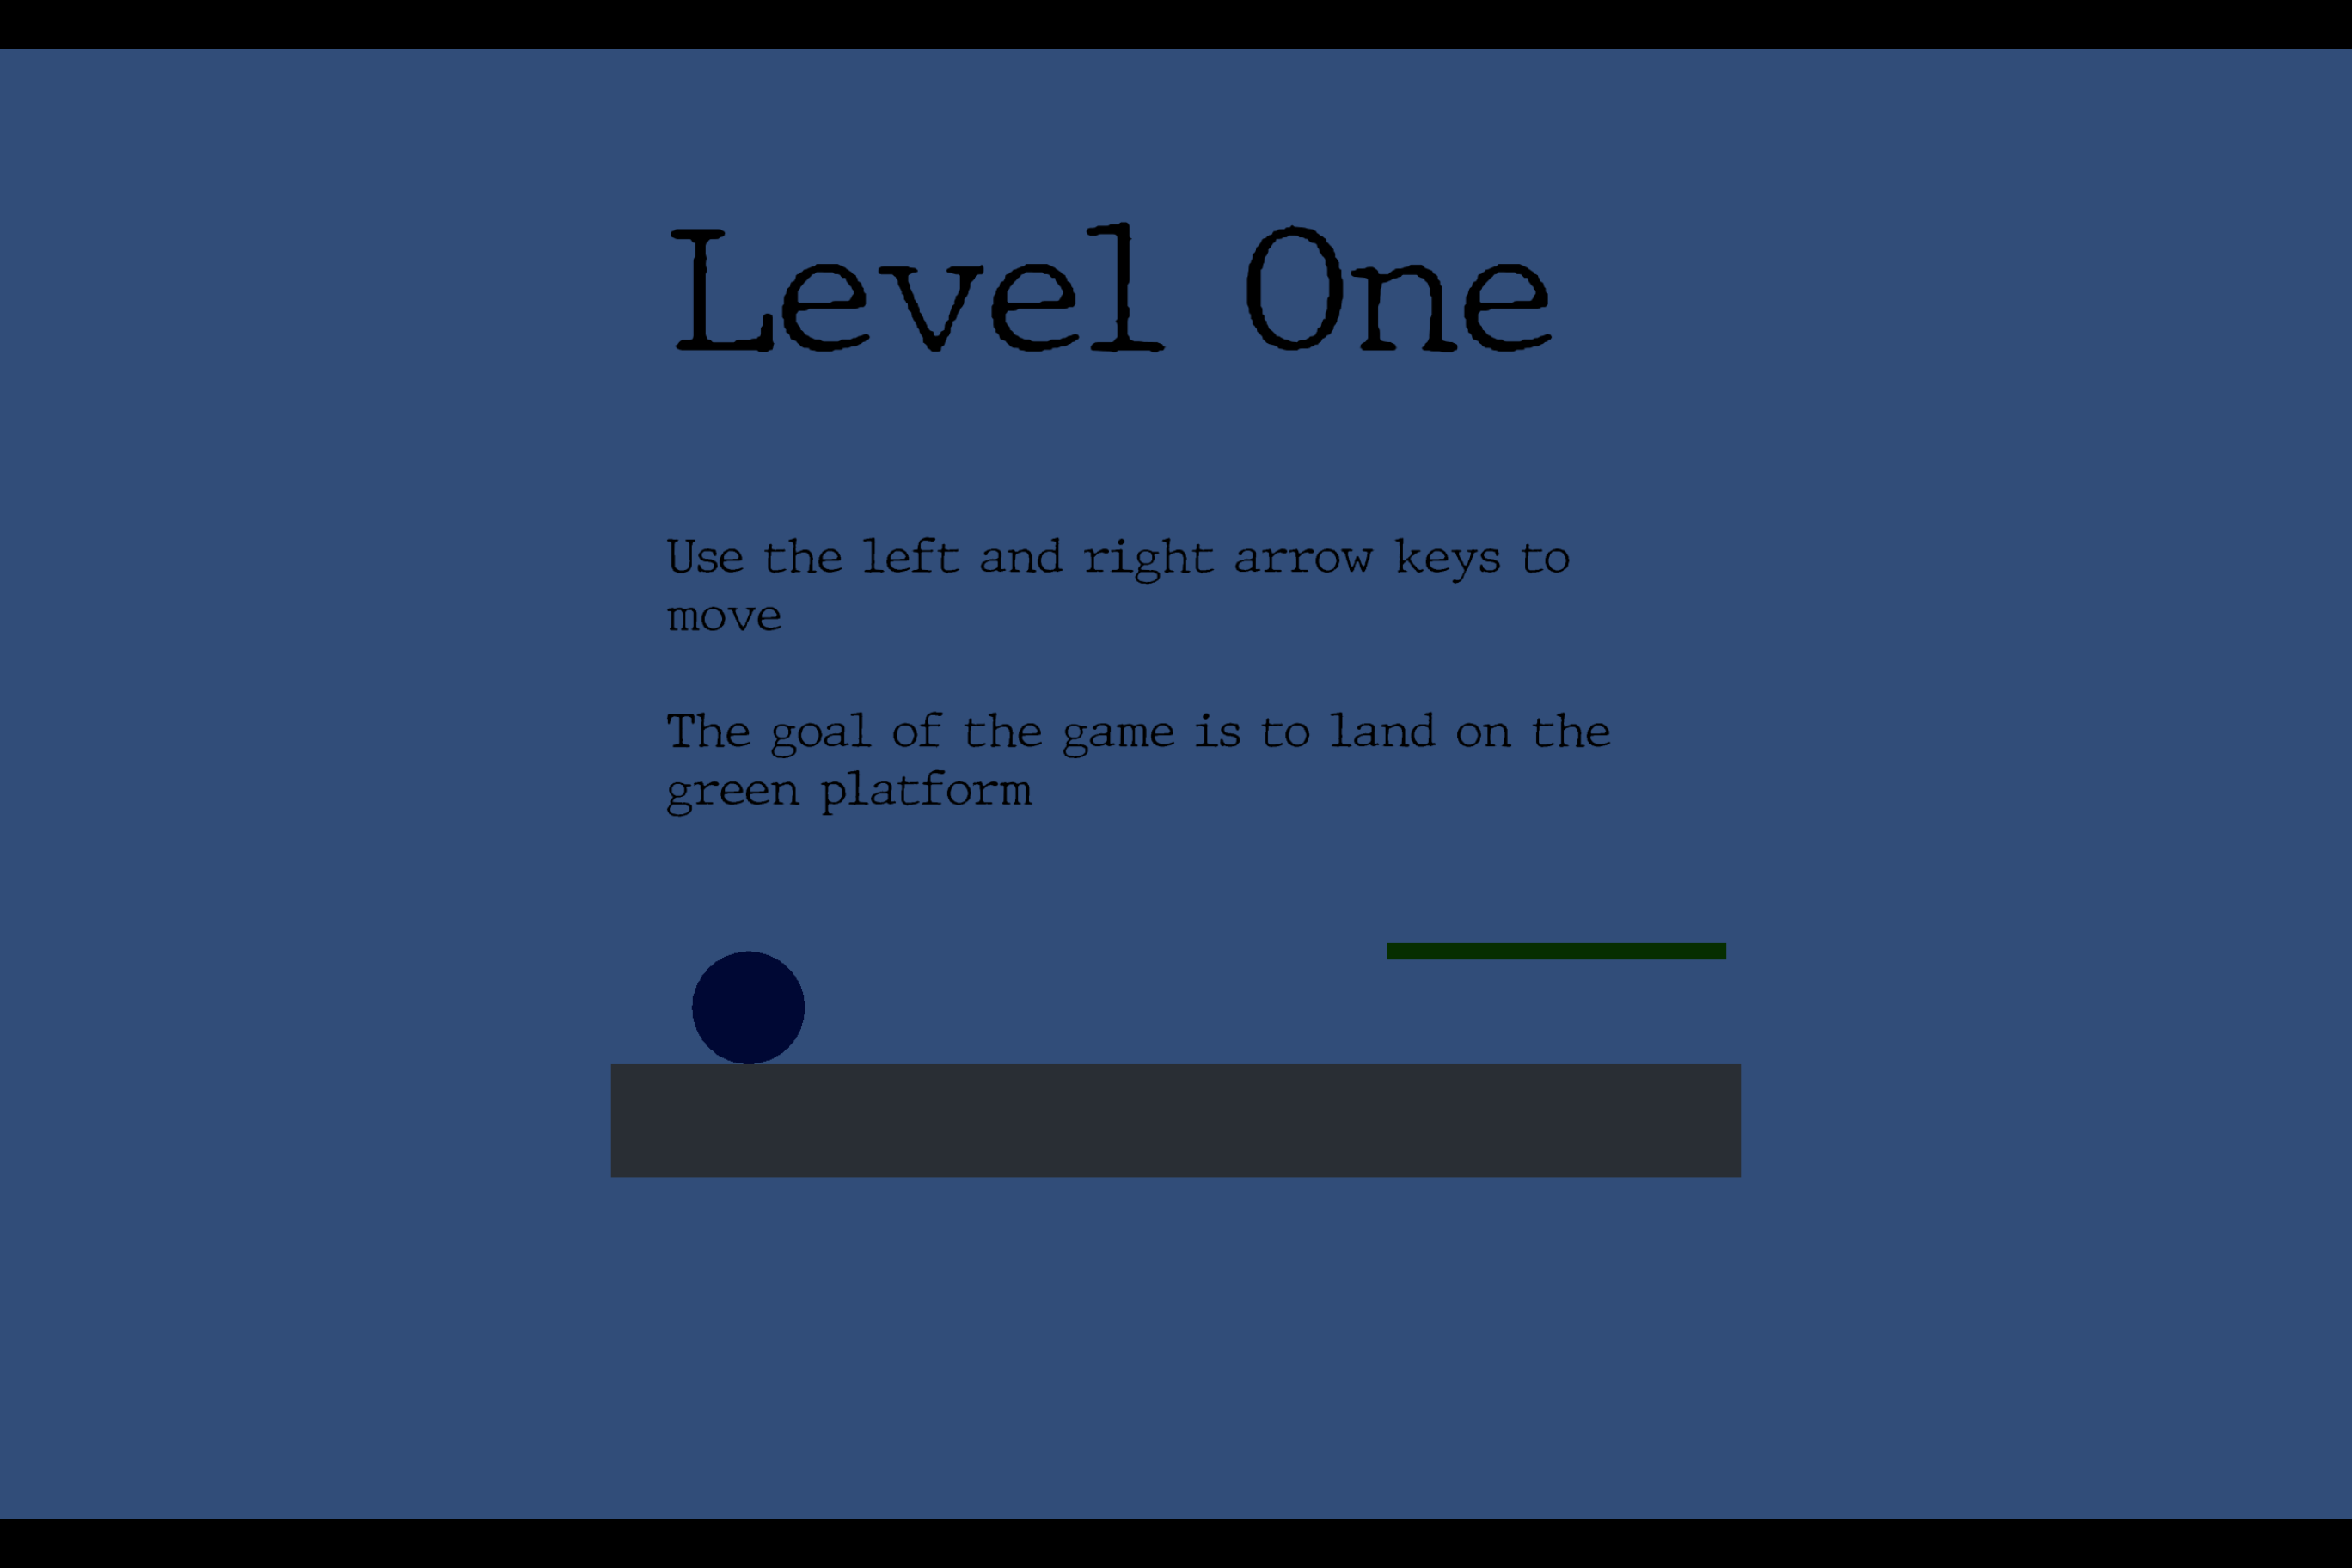 Level One
Use the left and right arrow keys to
move
The goal of the game is to land on the
green platform